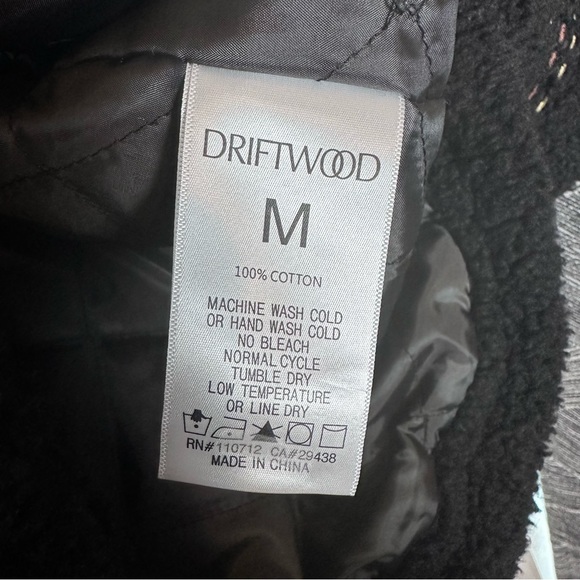 DRIFTWOOD
M
100% COTTON
MACHINE WASH COLD
OR HAND WASH COLD
NO BLEACH
NORMAL CYCLE
TUMBLE DRY
LOW TEMPERATURE
OR LINE DRY
RN#110712 CA#29438
MADE IN CHINA